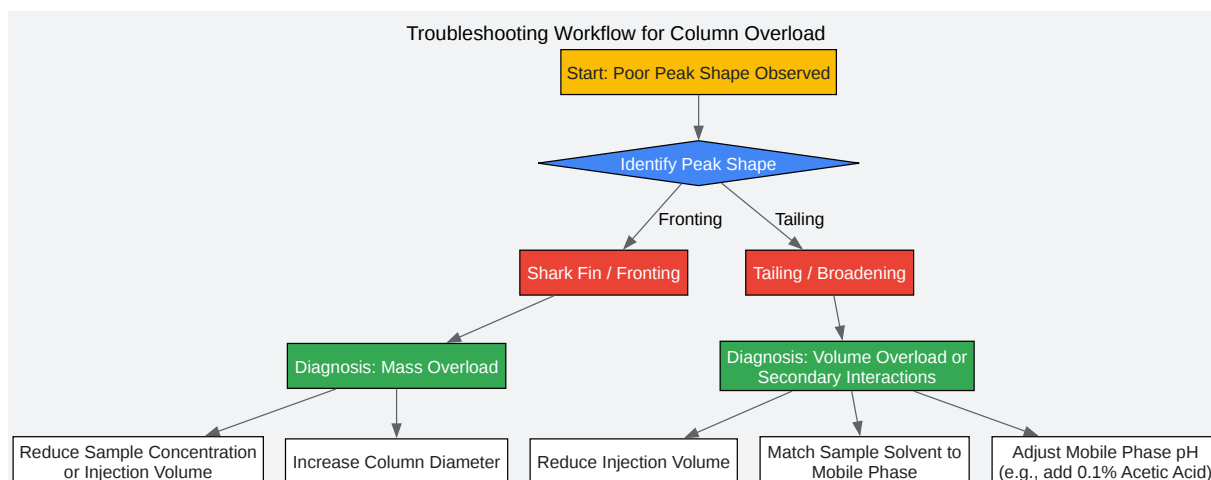 Troubleshooting Workflow for Column Overload
Start: Poor Peak Shape Observed
Identify Peak Shape
Fronting
Tailing
Shark Fin / Fronting
Tailing / Broadening
Diagnosis: Mass Overload
Diagnosis: Volume Overload or
Secondary Interactions
Reduce Sample Concentration
or Injection Volume
Increase Column Diameter
Reduce Injection Volume
Match Sample Solvent to
Mobile Phase
Adjust Mobile Phase pH
(e.g., add 0.1% Acetic Acid)